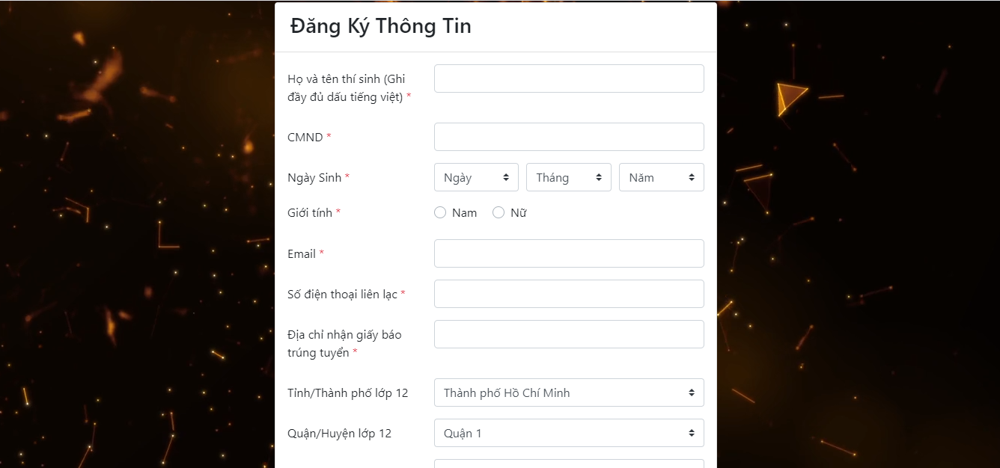 Đăng Ký Thông Tin
Họ và tên thí sinh (Ghi
đầy đủ dấu tiếng việt) *
CMND *
Ngày Sinh * Ngày Tháng Năm
Giới tính * Nam Nữ
Email *
Số điện thoại liên lạc *
Địa chỉ nhận giấy báo
trúng tuyển *
Tỉnh/Thành phố lớp 12 Thành phố Hồ Chí Minh
Quận/Huyện lớp 12 Quận 1